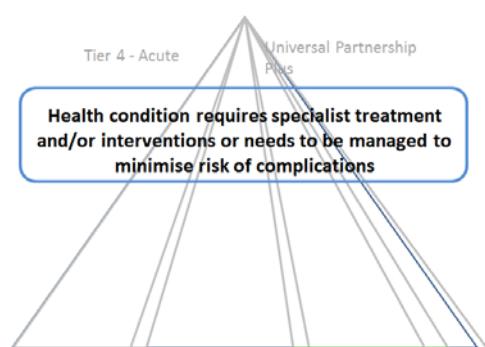 Tier 4 - Acute
Universal Partnership
Plus
Health condition requires specialist treatment
and/or interventions or needs to be managed to
minimise risk of complications